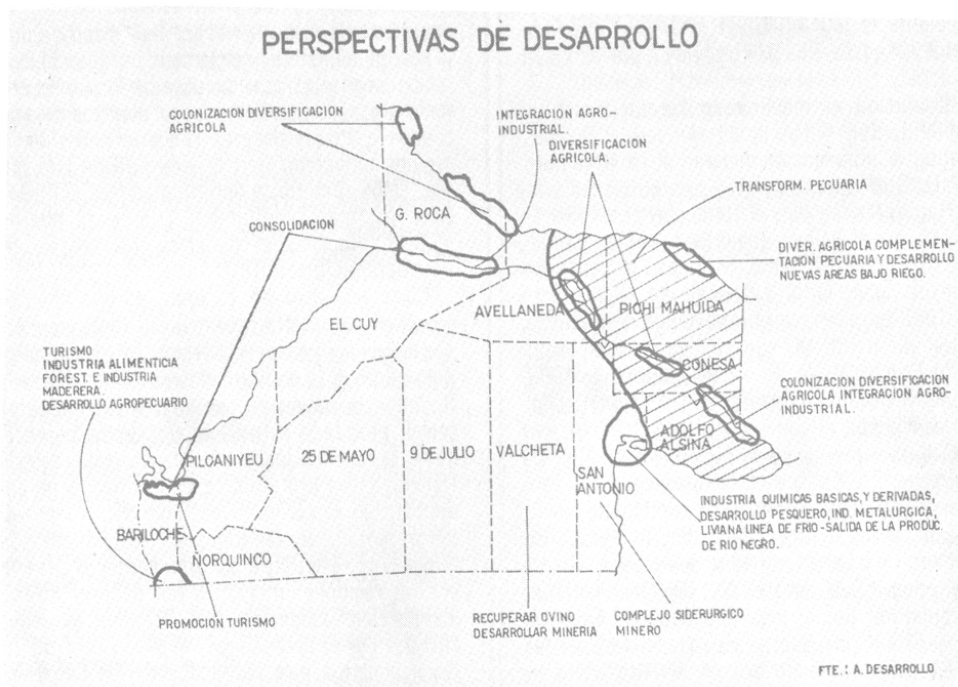 PERSPECTIVAS DE DESARROLLO
COLONIZACION DIVERSIFICACION
AGRICOLA
INTEGRACION AGRO-
INDUSTRIAL.
DIVERSIFICACION
AGRICOLA.
TRANSFORM. PECUARIA
G. ROCA
CONSOLIDACION
DIVER. AGRICOLA COMPLEMEN-
TACION PECUARIA Y DESARROLLO
NUEVAS AREAS BAJO RIEGO.
AVELLANEDA
PICHI MAHUIDA
EL CUY
TURISMO
INDUSTRIA ALIMENTICIA
FOREST. E INDUSTRIA
MADERERA.
DESARROLLO AGROPECUARIO
CONESA
COLONIZACION DIVERSIFICACION
AGRICOLA INTEGRACION AGRO-
INDUSTRIAL.
ADOLFO
ALSINA
PILCANIYEU
25 DE MAYO
9 DE JULIO
VALCHETA
SAN
ANTONIO
INDUSTRIA QUIMICAS BASICAS, Y DERIVADAS,
DESARROLLO PESQUERO, IND. METALURGICA,
LIVIANA LINEA DE FRIO - SALIDA DE LA PRODUC.
DE RIO NEGRO.
BARILOCHE
NORQUINCO
PROMOCION TURISMO
RECUPERAR OVINO
DESARROLLAR MINERIA
COMPLEJO SIDERURGICO
MINERO
FTE.: A. DESARROLLO